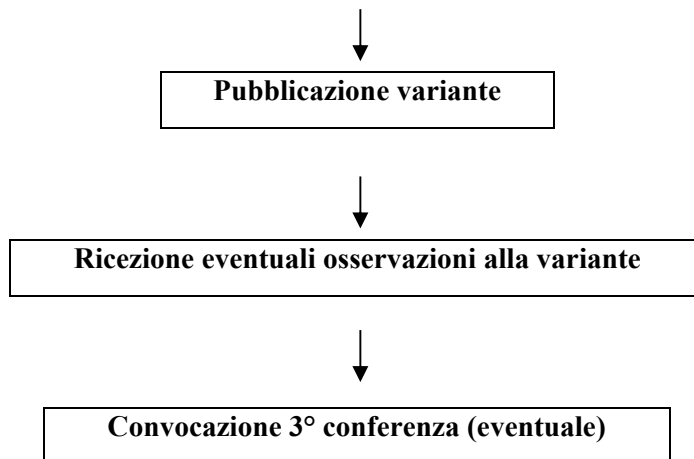 Pubblicazione variante
Ricezione eventuali osservazioni alla variante
Convocazione 3° conferenza (eventuale)